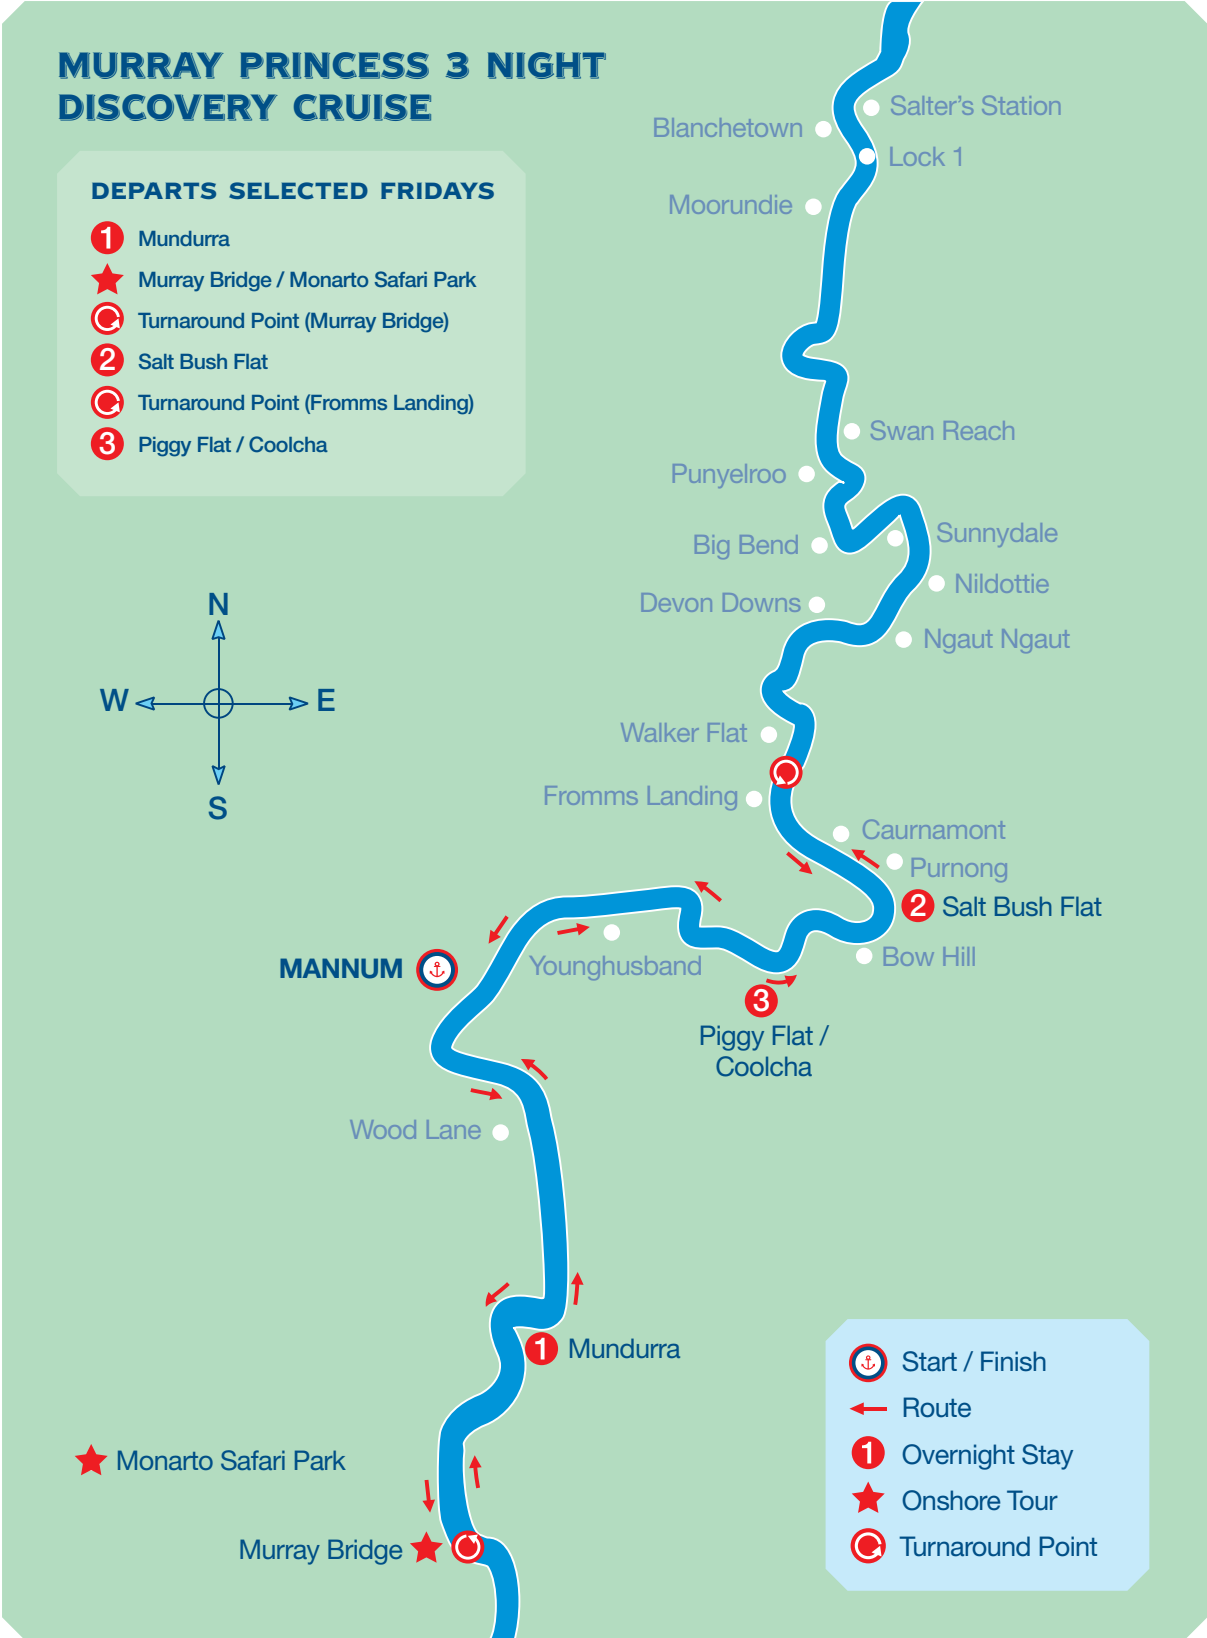 MURRAY PRINCESS 3 NIGHT
DISCOVERY CRUISE
DEPARTS SELECTED FRIDAYS
1 Mundurra
Murray Bridge / Monarto Safari Park
Turnaround Point (Murray Bridge)
2 Salt Bush Flat
Turnaround Point (Fromms Landing)
3 Piggy Flat / Coolcha
Salter's Station
Blanchetown
Lock 1
Moorundie
Swan Reach
Punyelroo
Sunnydale
Big Bend
Nildottie
Devon Downs
Ngaut Ngaut
N
W E
S
Walker Flat
Fromms Landing
Caurnamont
Purnong
2 Salt Bush Flat
Bow Hill
MANNUM
Younghusband
3
Piggy Flat /
Coolcha
Wood Lane
1 Mundurra
Monarto Safari Park
Murray Bridge
Start / Finish
Route
1 Overnight Stay
Onshore Tour
Turnaround Point